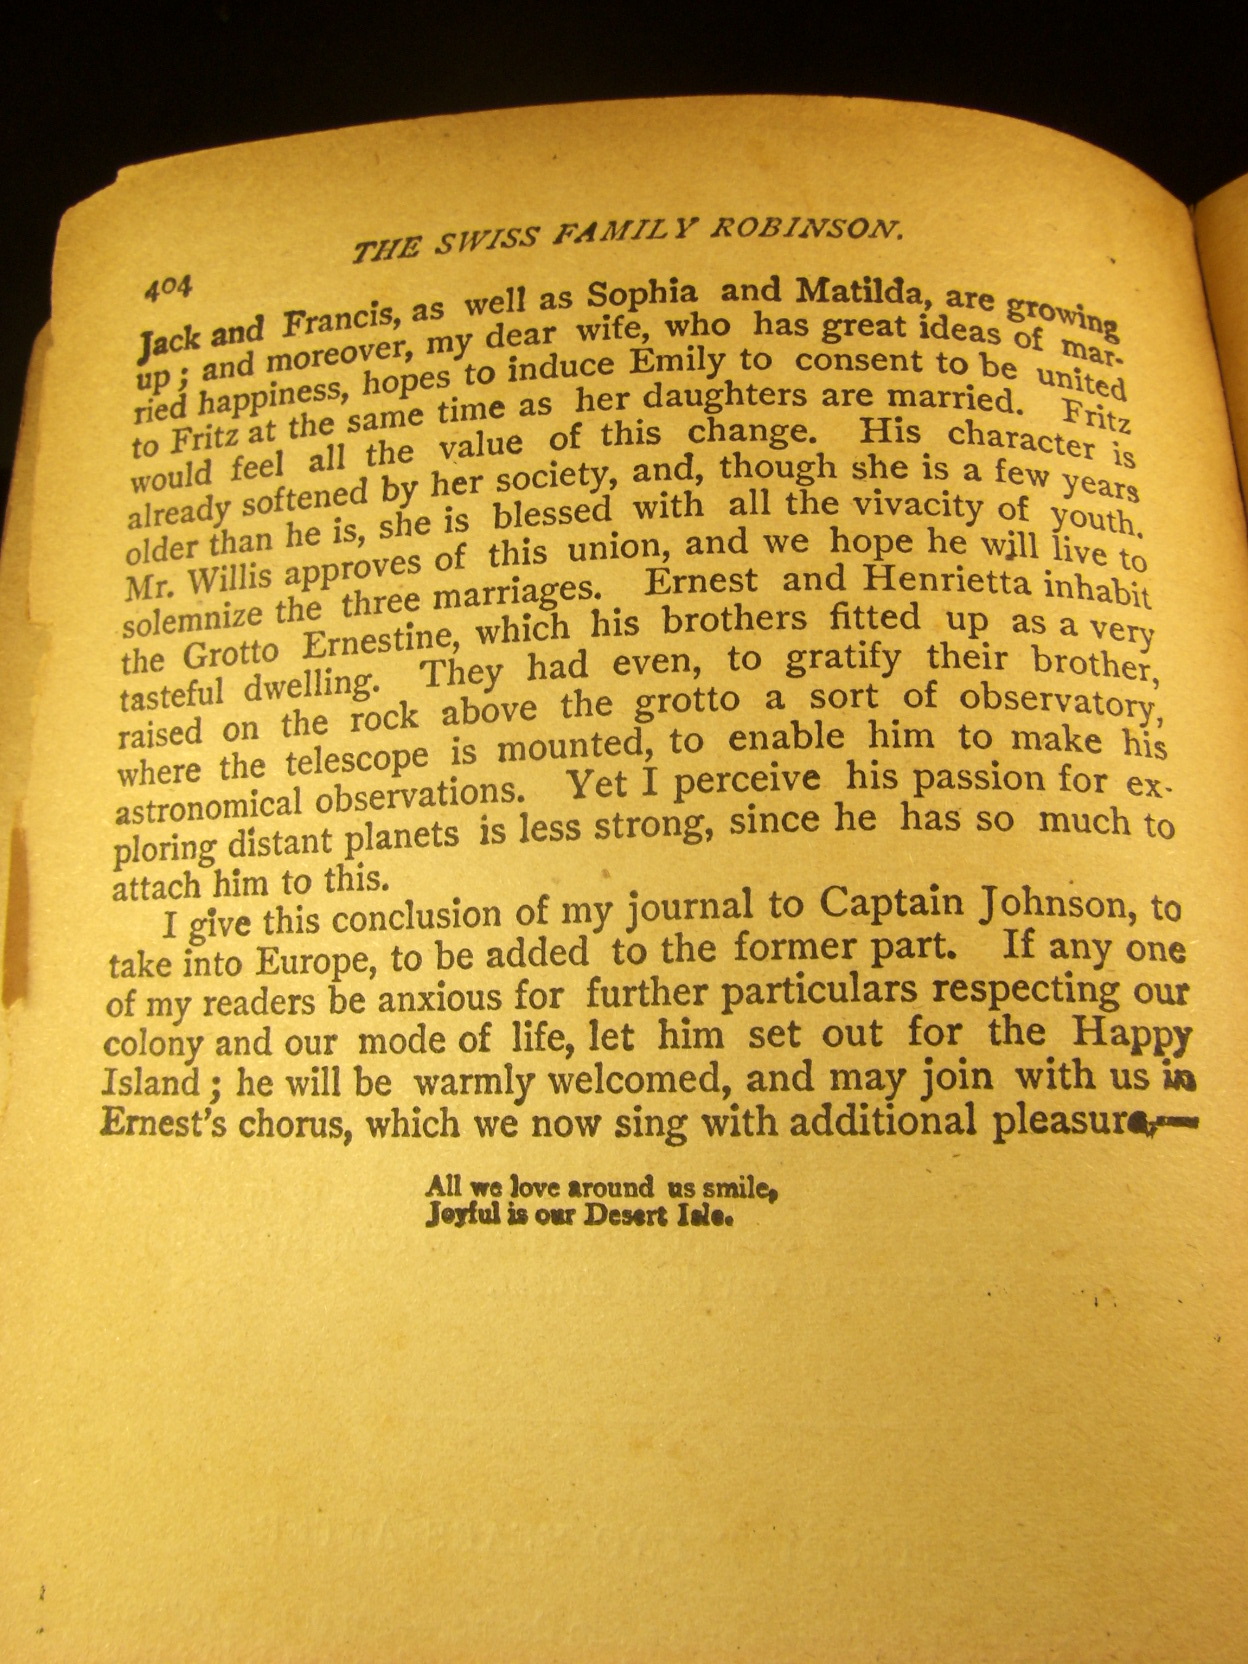 THE SWISS FAMILY ROBINSON.
404
Jack and Francis, as well as Sophia and Matilda, are growing
up; and moreover, my dear wife, who has great ideas of mar-
ried happiness, hopes to induce Emily to consent to be united
to Fritz at the same time as her daughters are married. Fritz
would feel all the value of this change. His character is
already softened by her society, and, though she is a few years
older than he is, she is blessed with all the vivacity of youth.
Mr. Willis approves of this union, and we hope he will live to
solemnize the three marriages. Ernest and Henrietta inhabit
the Grotto Ernestine, which his brothers fitted up as a very
tasteful dwelling. They had even, to gratify their brother,
raised on the rock above the grotto a sort of observatory,
where the telescope is mounted, to enable him to make his
astronomical observations. Yet I perceive his passion for ex-
ploring distant planets is less strong, since he has so much to
attach him to this.
I give this conclusion of my journal to Captain Johnson, to
take into Europe, to be added to the former part. If any one
of my readers be anxious for further particulars respecting our
colony and our mode of life, let him set out for the Happy
Island; he will be warmly welcomed, and may join with us in
Ernest's chorus, which we now sing with additional pleasure,—
All we love around us smile,
Joyful is our Desert Isle.